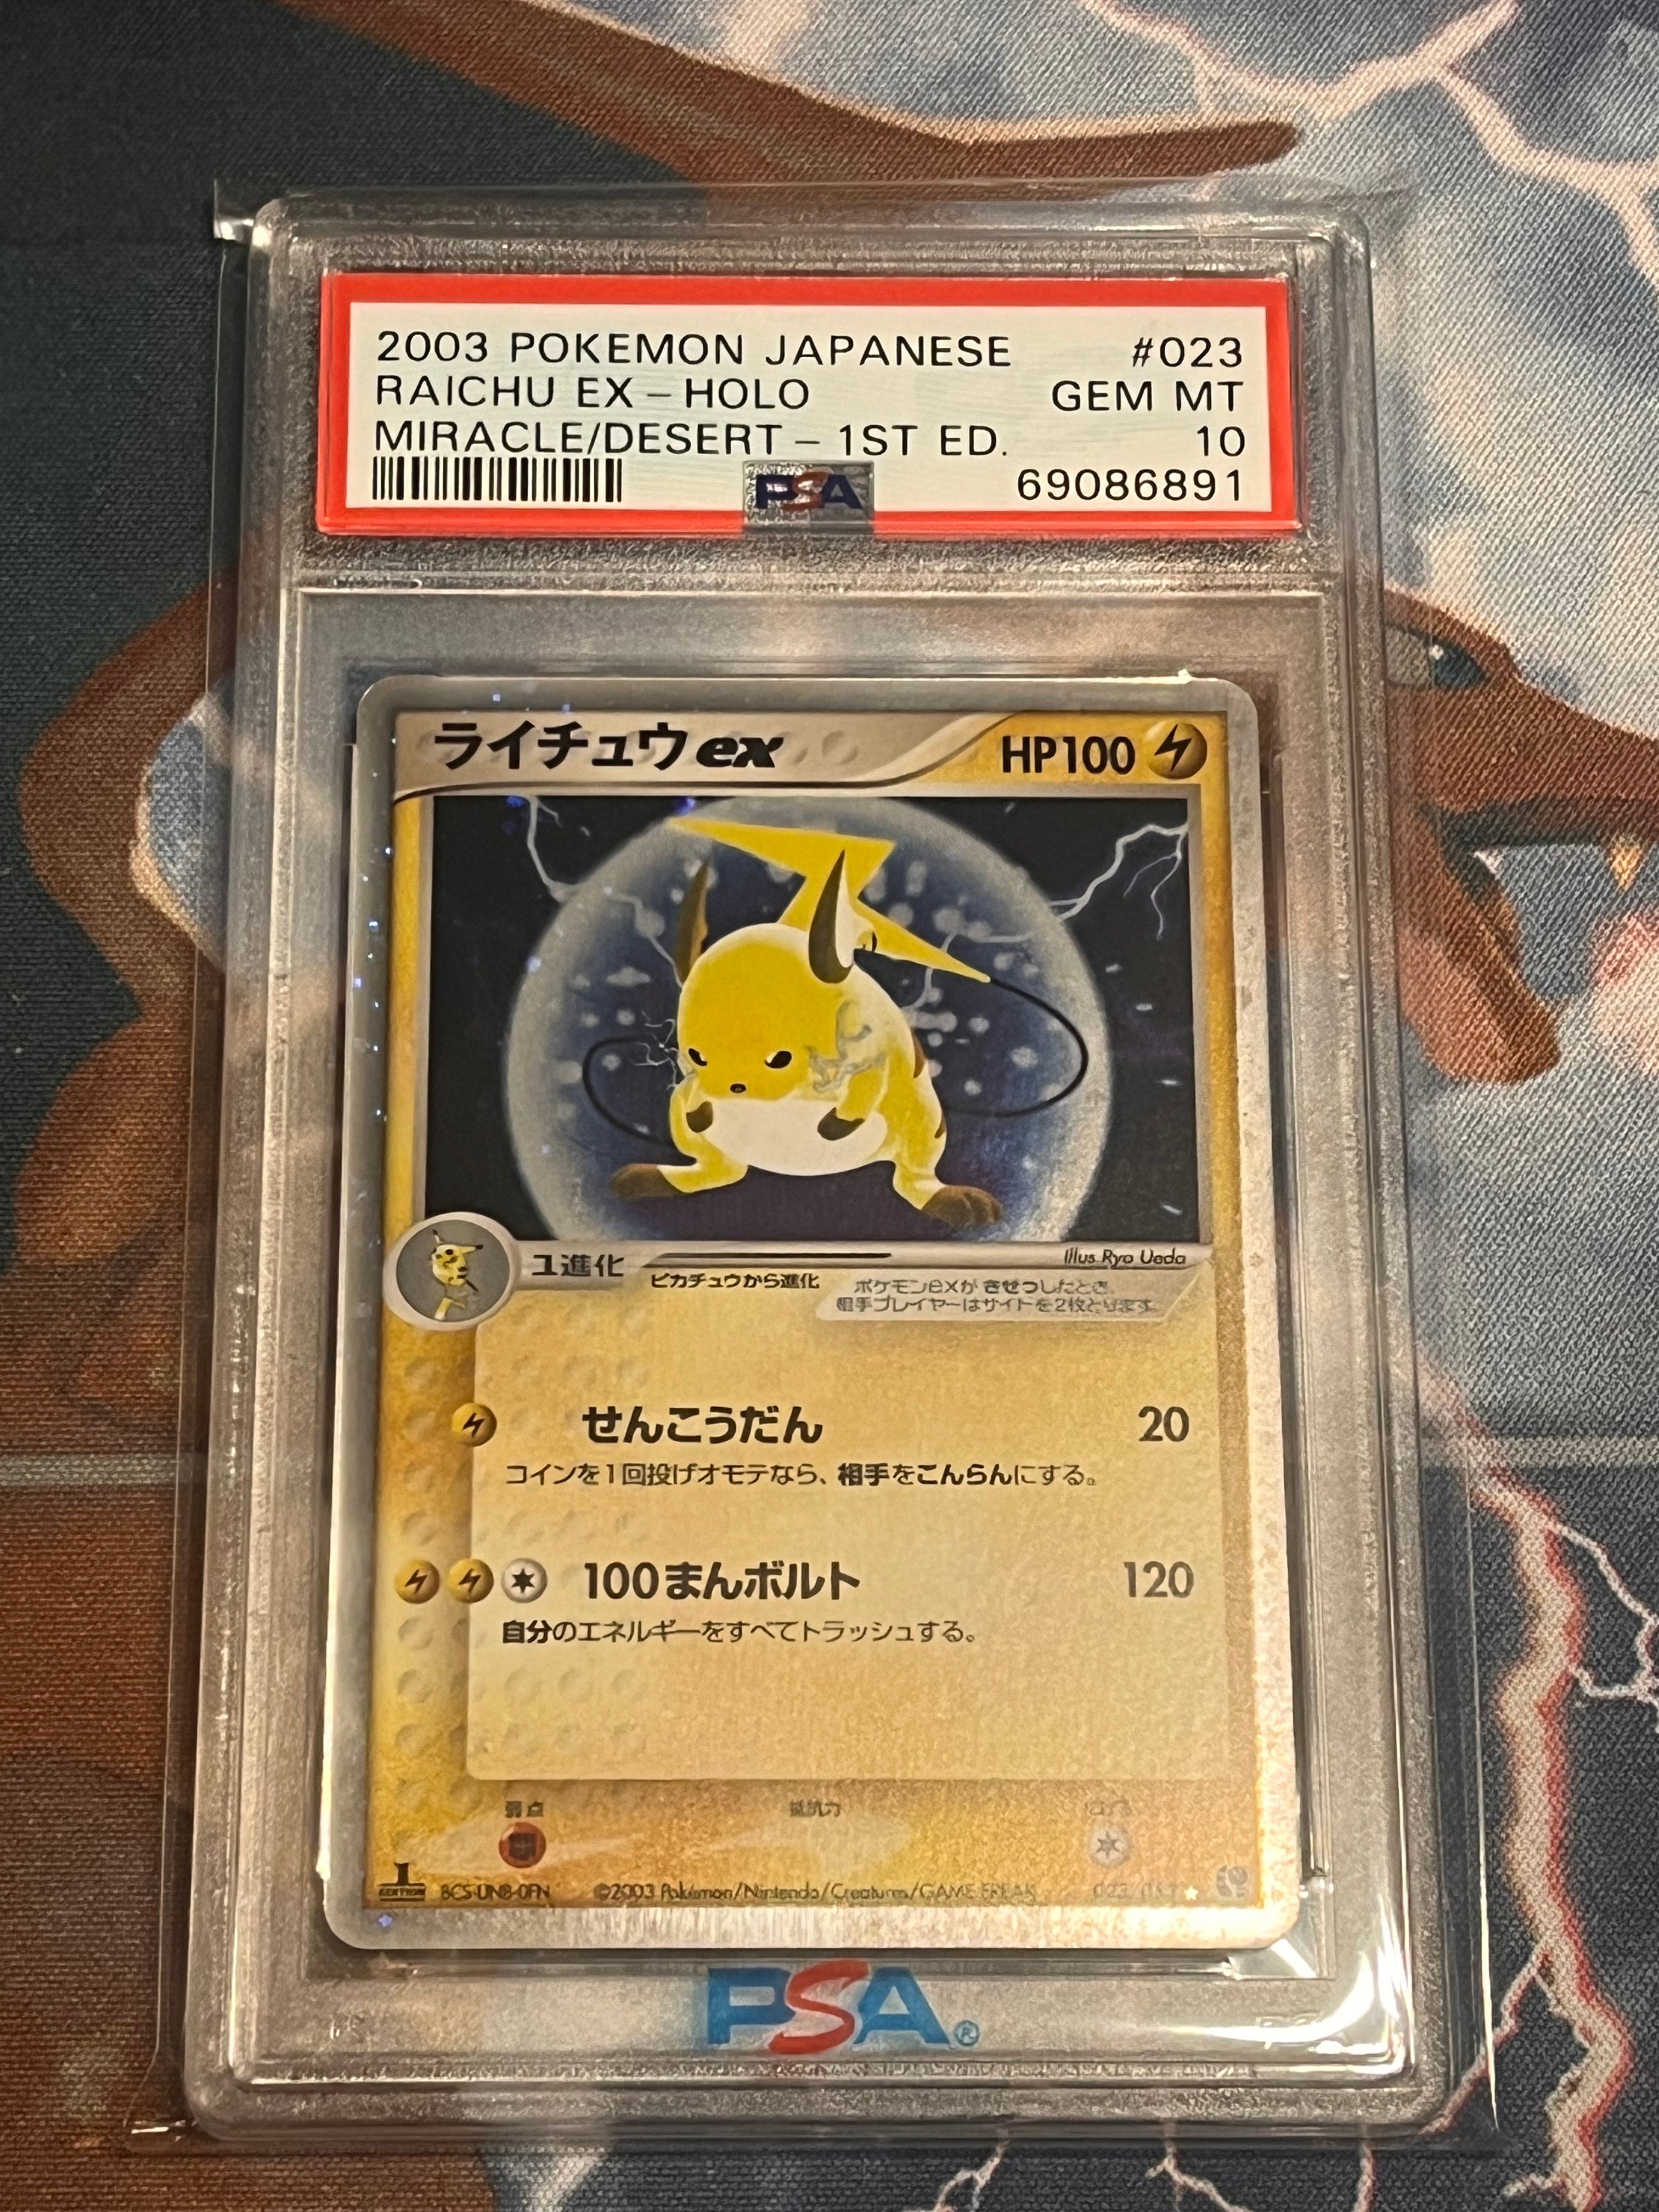 2003 POKEMON JAPANESE #023
RAICHU EX – HOLO GEM MT
MIRACLE/DESERT – 1ST ED. 10
PSA 69086891
ライチュウex HP100
1進化
Illus. Ryo Ueda
ピカチュウから進化
ポケモンexが きぜつしたとき、
相手プレイヤーはサイドを2枚とります。
せんこうだん 20
コインを1回投げオモテなら、相手をこんらんにする。
100まんボルト 120
自分のエネルギーをすべてトラッシュする。
弱点 抵抗力
1 EDITION ©2003 Pokémon/Nintendo/Creatures/GAME FREAK
PSA®